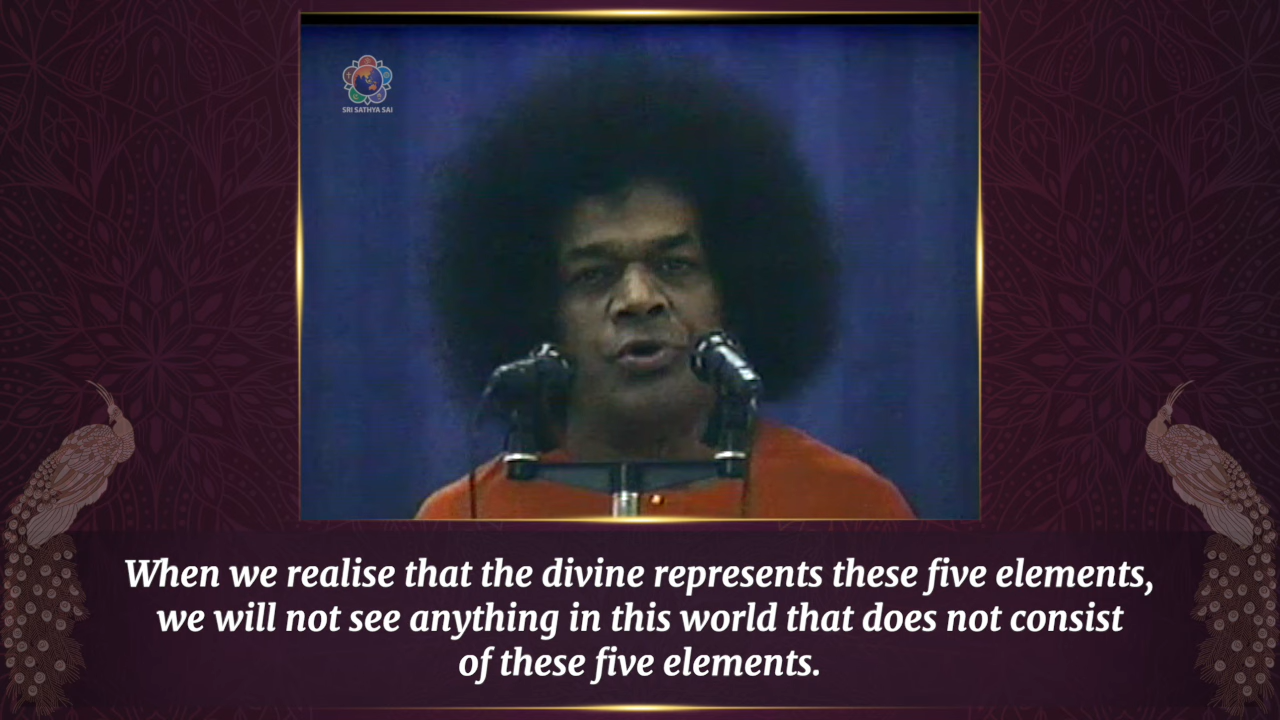 SRI SATHYA SAI
When we realise that the divine represents these five elements,
we will not see anything in this world that does not consist
of these five elements.